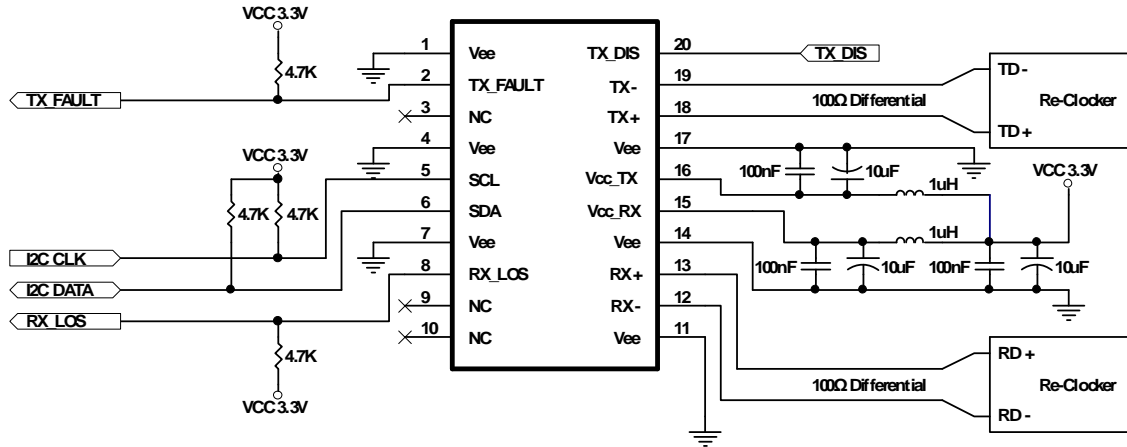 VCC 3.3V
4.7K
TX_FAULT
VCC 3.3V
4.7K
4.7K
I2C CLK
I2C DATA
RX_LOS
4.7K
VCC 3.3V
1
2
3
4
5
6
7
8
9
10
Vee
TX_FAULT
NC
Vee
SCL
SDA
Vee
RX_LOS
NC
NC
TX_DIS
TX-
TX+
Vee
Vcc_TX
Vcc_RX
Vee
RX+
RX-
Vee
20
19
18
17
16
15
14
13
12
11
TX_DIS
100Ω Differential
TD-
TD+
Re-Clocker
100nF
10uF
1uH
VCC 3.3V
1uH
100nF
10uF
100nF
10uF
100Ω Differential
RD+
RD-
Re-Clocker